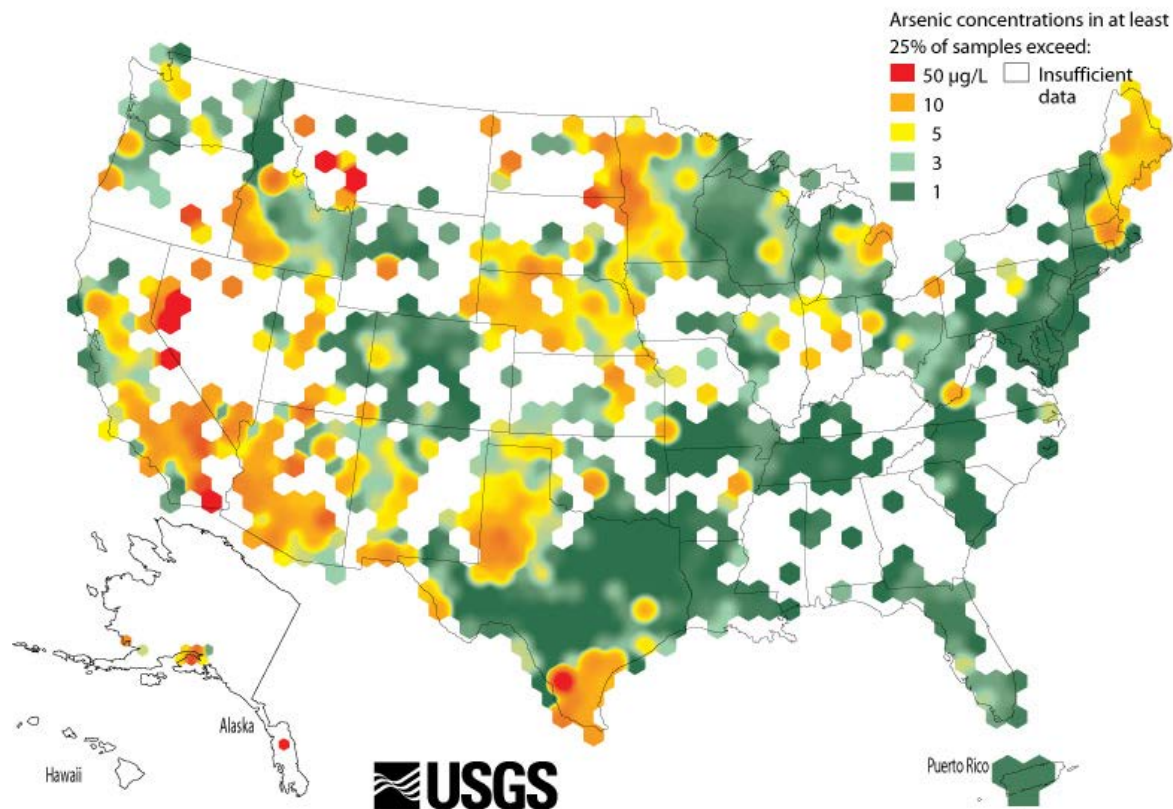 Arsenic concentrations in at least
25% of samples exceed:
50 µg/L
Insufficient
data
10
5
3
1
Alaska
Hawaii
USGS
Puerto Rico